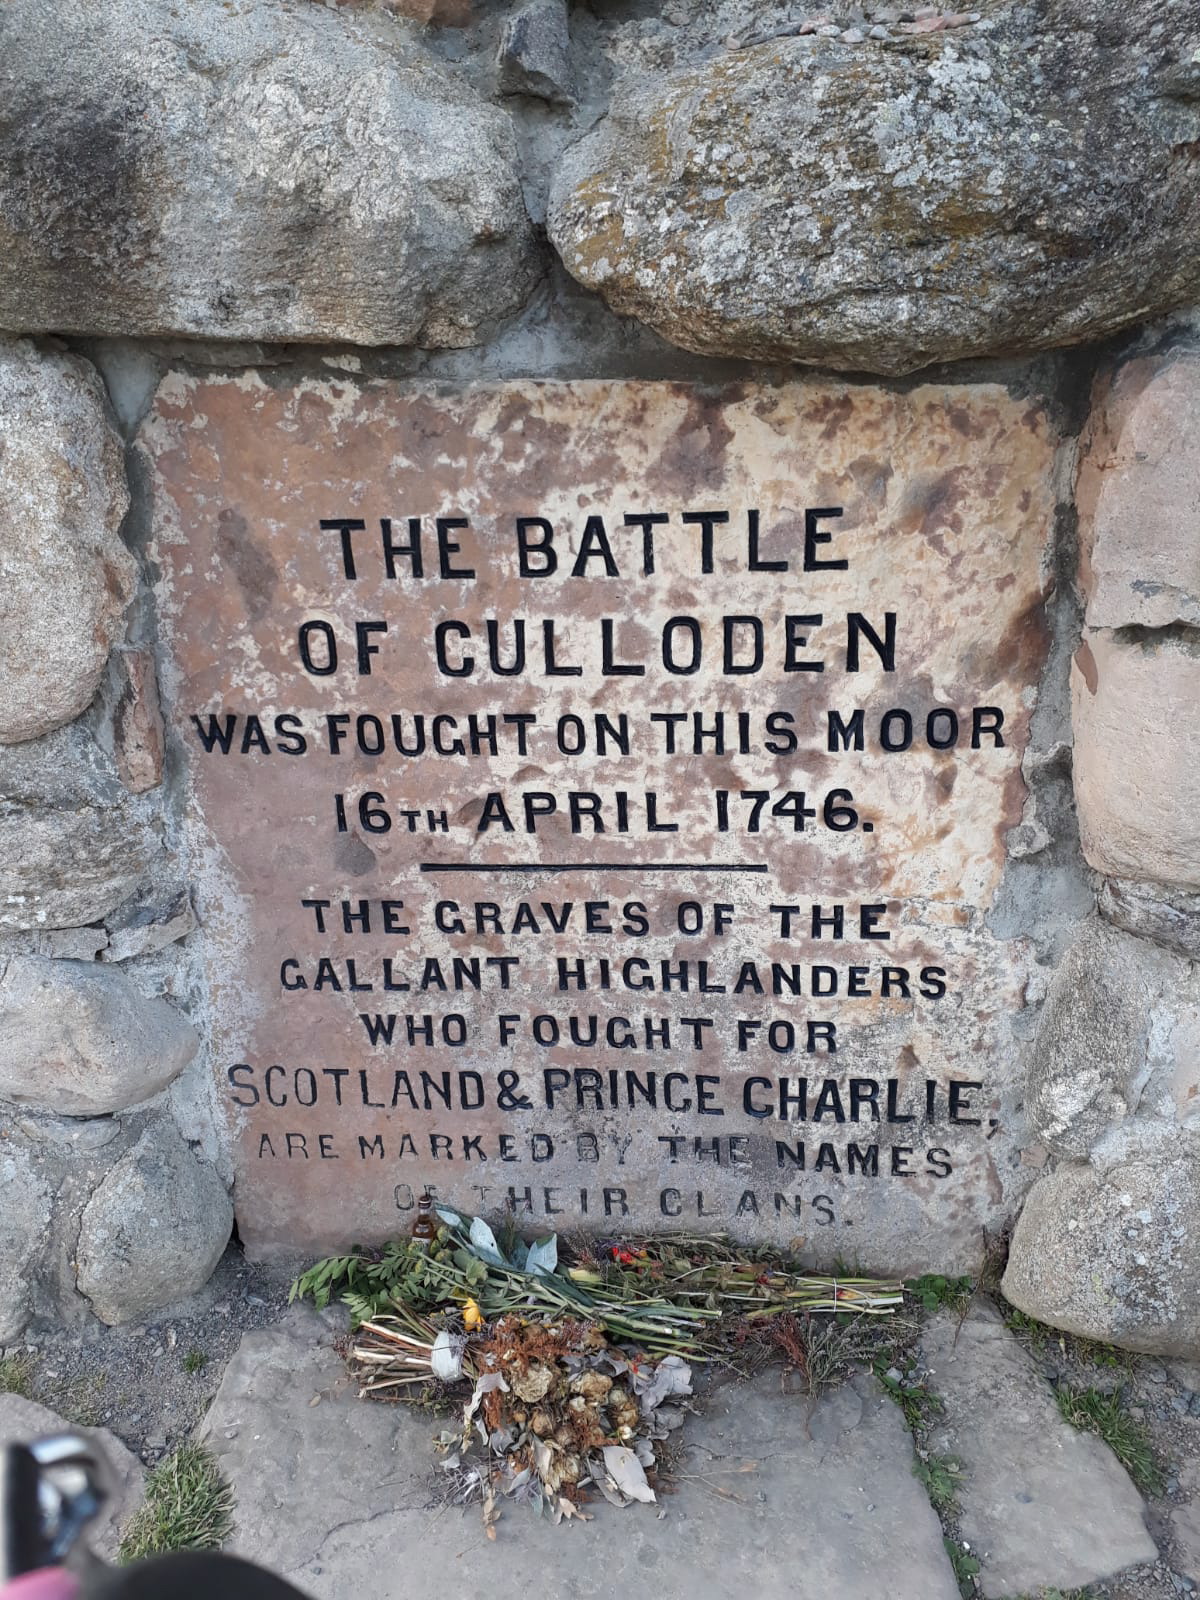 THE BATTLE
OF CULLODEN
WAS FOUGHT ON THIS MOOR
16TH APRIL 1746.
THE GRAVES OF THE
GALLANT HIGHLANDERS
WHO FOUGHT FOR
SCOTLAND & PRINCE CHARLIE,
ARE MARKED BY THE NAMES
OF THEIR CLANS.